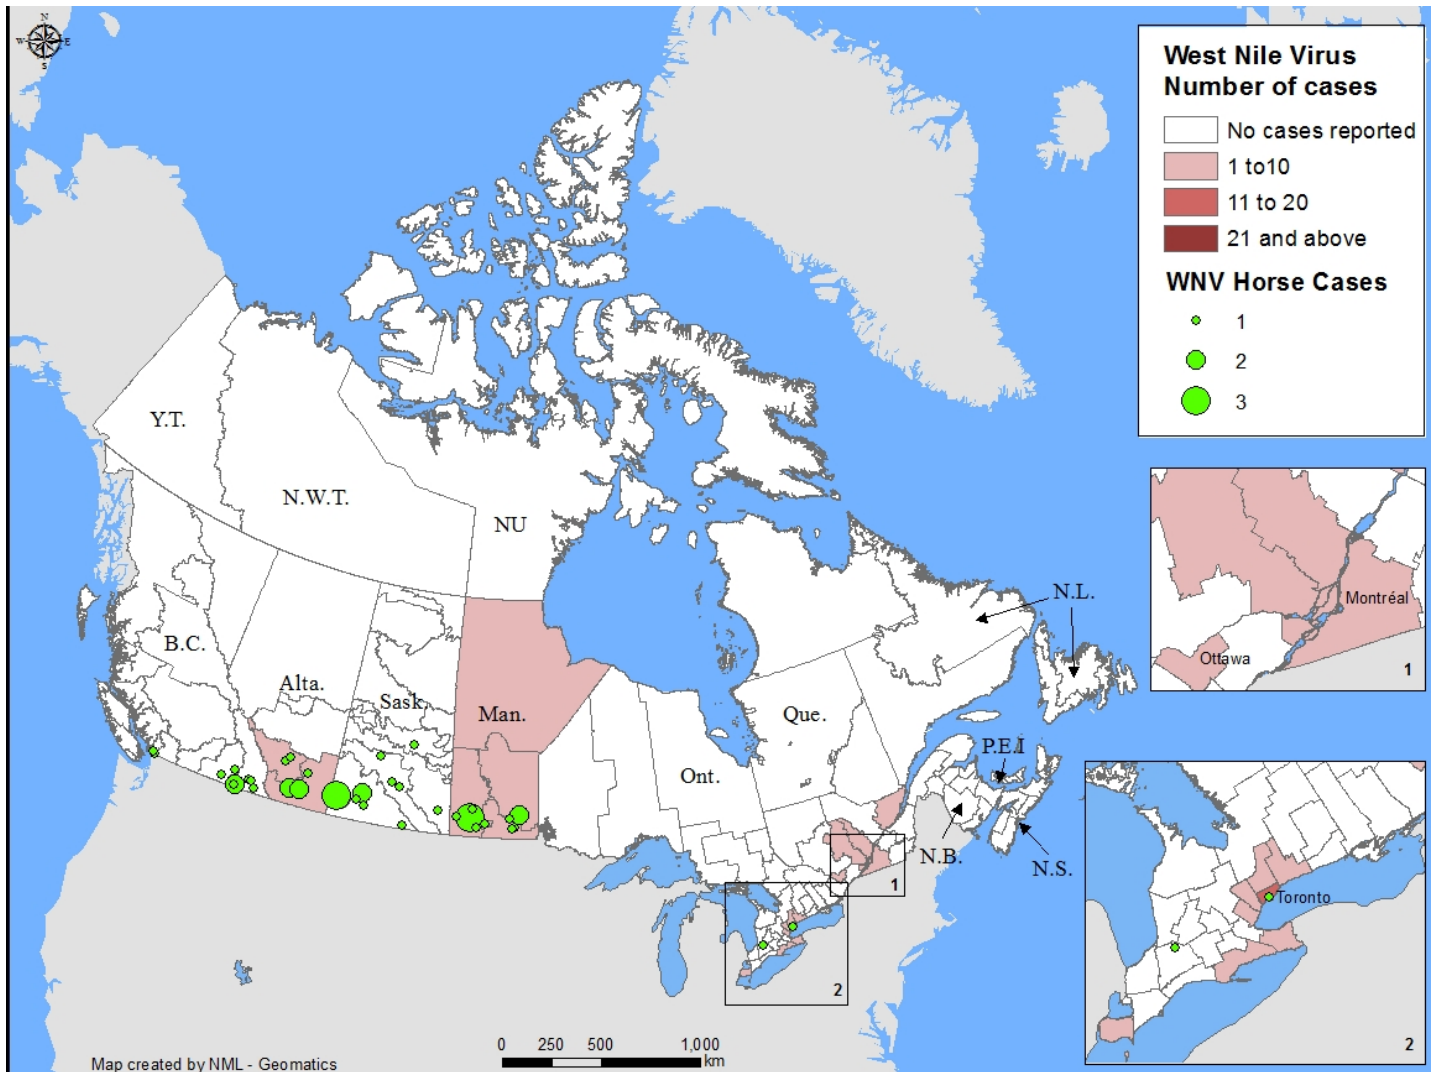 N
W E
S
West Nile Virus
Number of cases
No cases reported
1 to10
11 to 20
21 and above
WNV Horse Cases
1
2
3
Y.T.
N.W.T.
NU
B.C.
Alta.
Sask.
Man.
Ont.
Que.
N.L.
P.E.I
N.B.
N.S.
1
2
Montréal
Ottawa
1
Toronto
2
0 250 500 1,000
km
Map created by NML - Geomatics